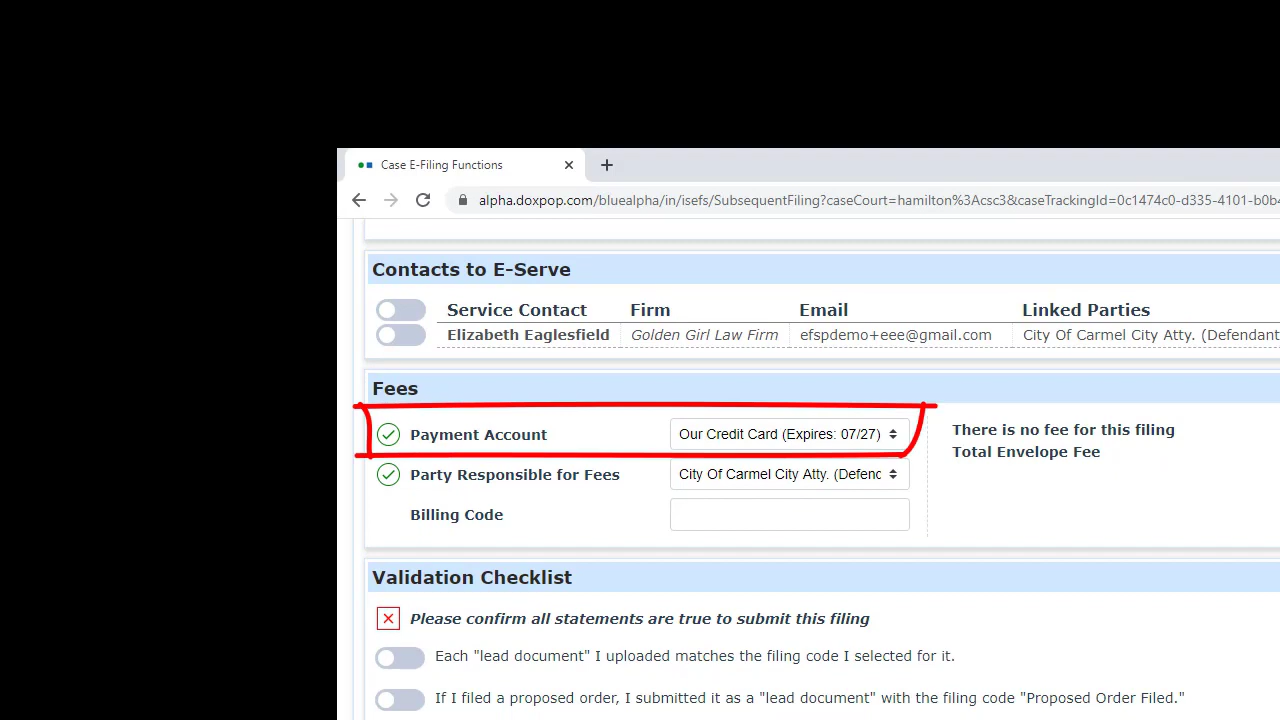 Case E-Filing Functions
alpha.doxpop.com/bluealpha/in/isefs/SubsequentFiling?caseCourt=hamilton%3Acsc3&caseTrackingId=0c1474c0-d335-4101-b0b4
Contacts to E-Serve
Service Contact Firm Email Linked Parties
Elizabeth Eaglesfield Golden Girl Law Firm efspdemo+eee@gmail.com City Of Carmel City Atty. (Defendant
Fees
Payment Account Our Credit Card (Expires: 07/27) There is no fee for this filing
Total Envelope Fee
Party Responsible for Fees City Of Carmel City Atty. (Defenc
Billing Code
Validation Checklist
Please confirm all statements are true to submit this filing
Each "lead document" I uploaded matches the filing code I selected for it.
If I filed a proposed order, I submitted it as a "lead document" with the filing code "Proposed Order Filed."